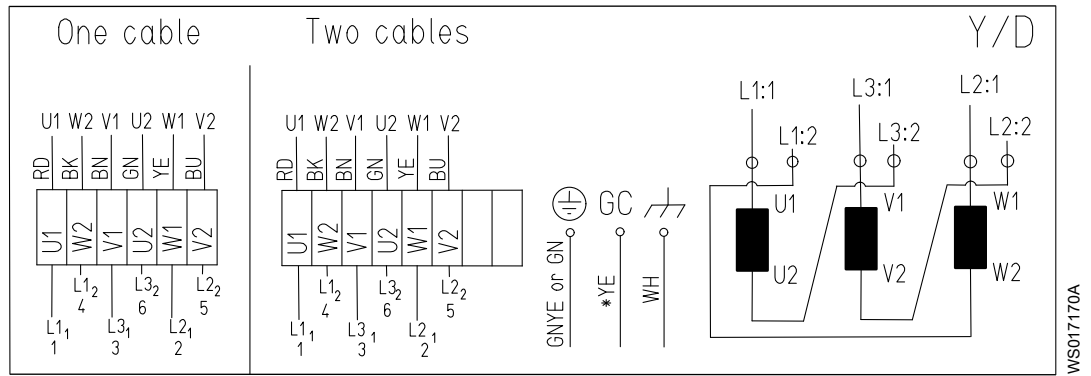 One cable
U1 W2 V1 U2 W1 V2
RD BK BN GN YE BU
U1 W2 V1 U2 W1 V2
L1₂ L3₂ L2₂
4 6 5
L1₁ L3₁ L2₁
1 3 2
Two cables
U1 W2 V1 U2 W1 V2
RD BK BN GN YE BU
U1 W2 V1 U2 W1 V2
L1₂ L3₂ L2₂
4 6 5
L1₁ L3₁ L2₁
1 3 2
GC
GNYE or GN
*YE
WH
Y/D
L1:1 L3:1 L2:1
L1:2 L3:2 L2:2
U1 V1 W1
U2 V2 W2
WS017170A